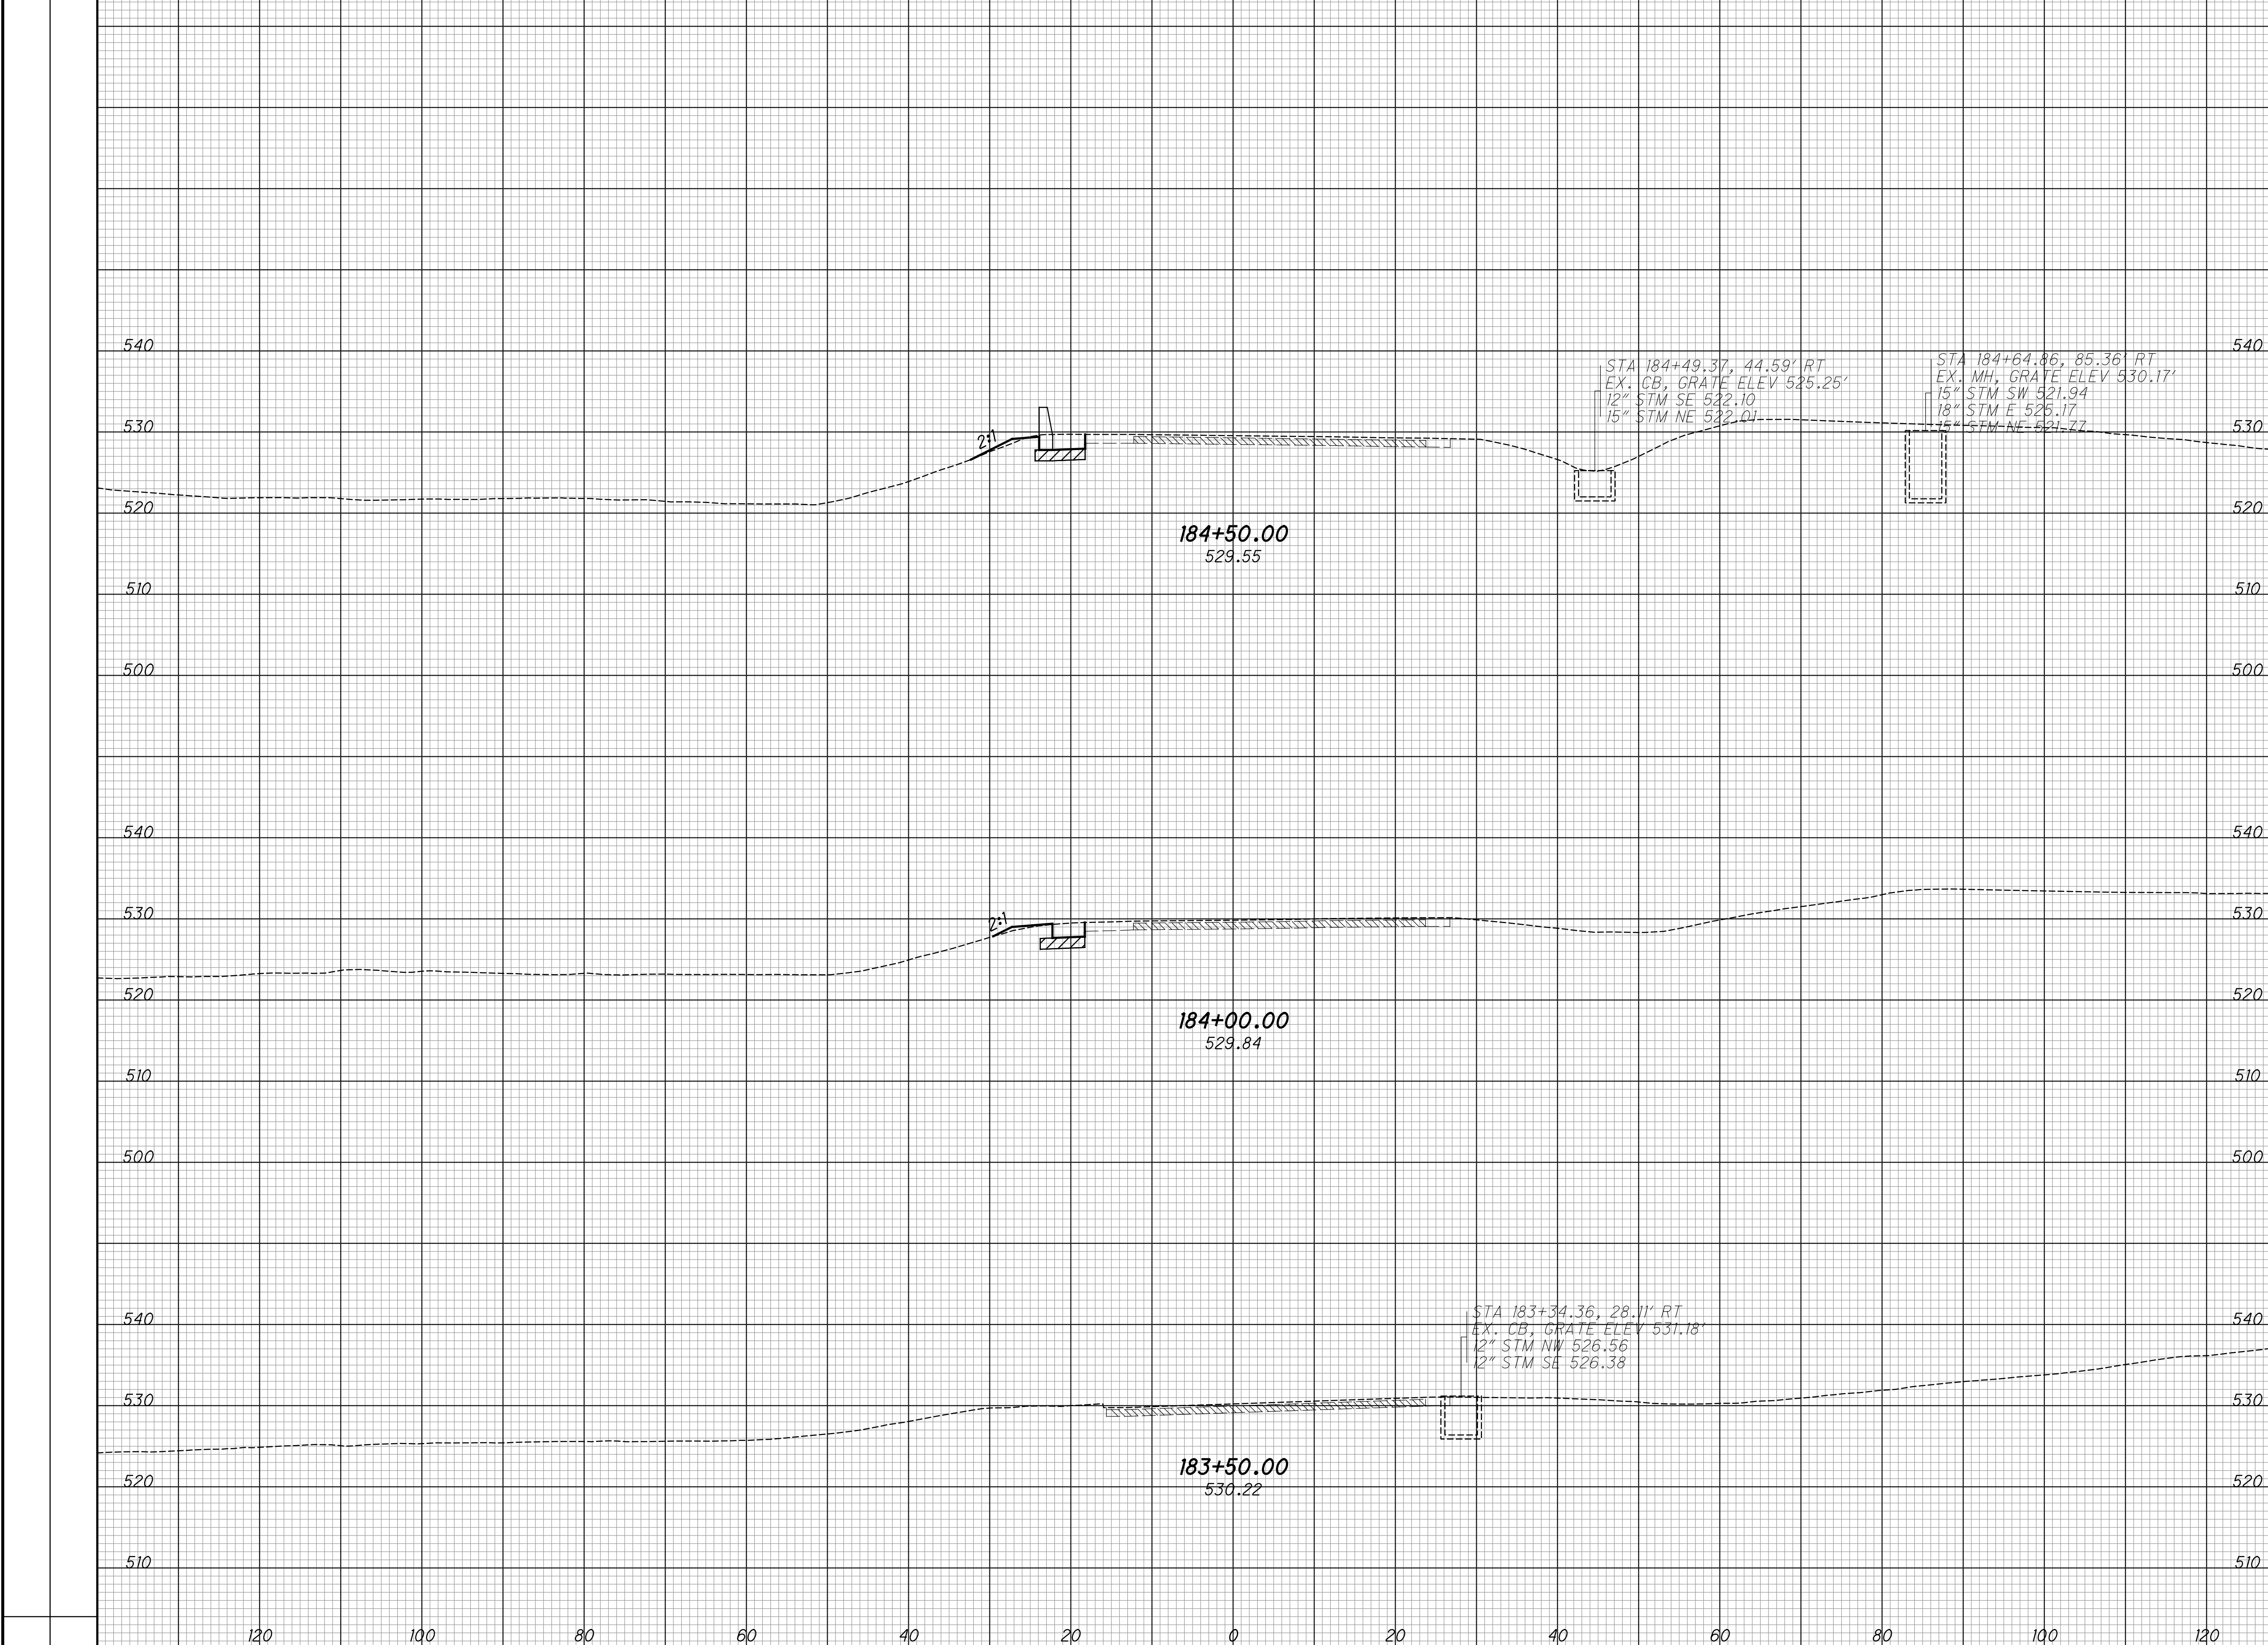 540 540
STA 184+49.37, 44.59' RT
EX. CB, GRATE ELEV 525.25'
12" STM SE 522.10
15" STM NE 522.01
STA 184+64.86, 85.36' RT
EX. MH, GRATE ELEV 530.17'
15" STM SW 521.94
18" STM E 525.17
15" STM NE 521.77
530 2:1 530
520 520
184+50.00
529.55
510 510
500 500
540 540
530 2:1 530
520 520
184+00.00
529.84
510 510
500 500
STA 183+34.36, 28.11' RT
EX. CB, GRATE ELEV 531.18'
12" STM NW 526.56
12" STM SE 526.38
540 540
530 530
520 520
183+50.00
530.22
510 510
120 100 80 60 40 20 0 20 40 60 80 100 120